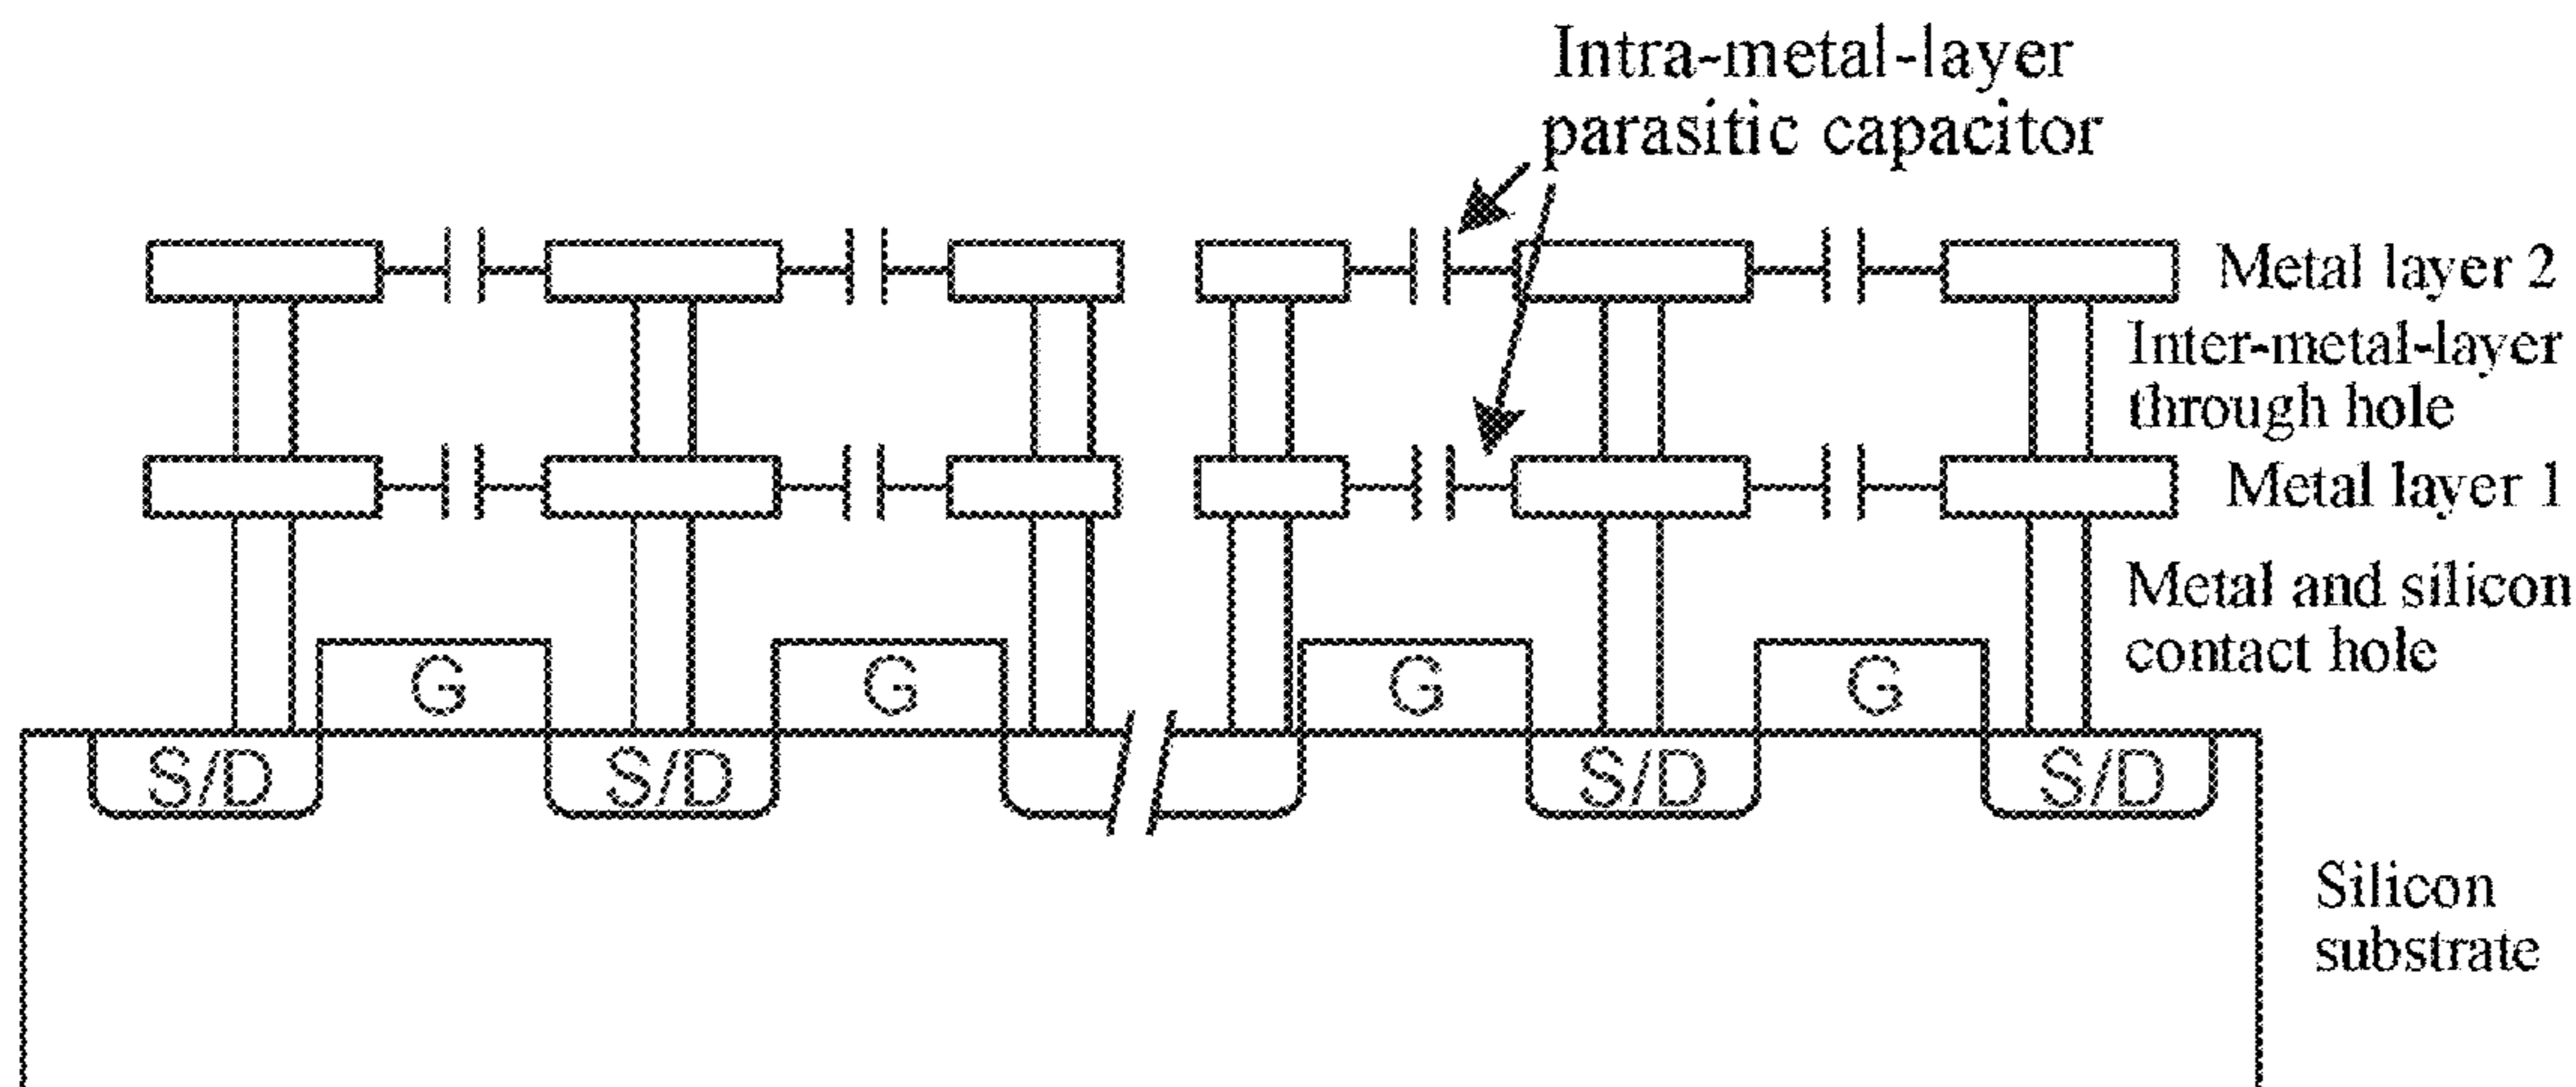 Intra-metal-layer
parasitic capacitor
Metal layer 2
Inter-metal-layer
through hole
Metal layer 1
Metal and silicon
contact hole
G
G
G
G
S/D
S/D
S/D
S/D
Silicon
substrate